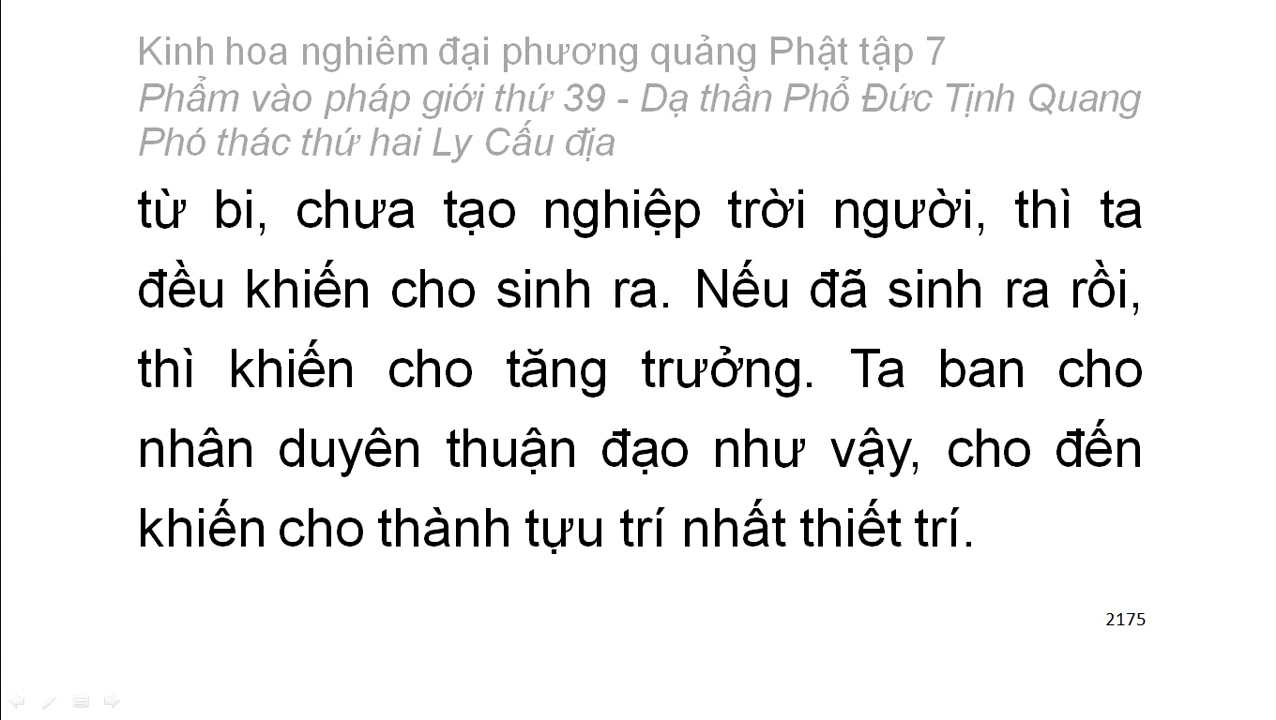 Kinh hoa nghiêm đại phương quảng Phật tập 7
Phẩm vào pháp giới thứ 39 - Dạ thần Phổ Đức Tịnh Quang
Phó thác thứ hai Ly Cấu địa
từ bi, chưa tạo nghiệp trời người, thì ta
đều khiến cho sinh ra. Nếu đã sinh ra rồi,
thì khiến cho tăng trưởng. Ta ban cho
nhân duyên thuận đạo như vậy, cho đến
khiến cho thành tựu trí nhất thiết trí.
2175